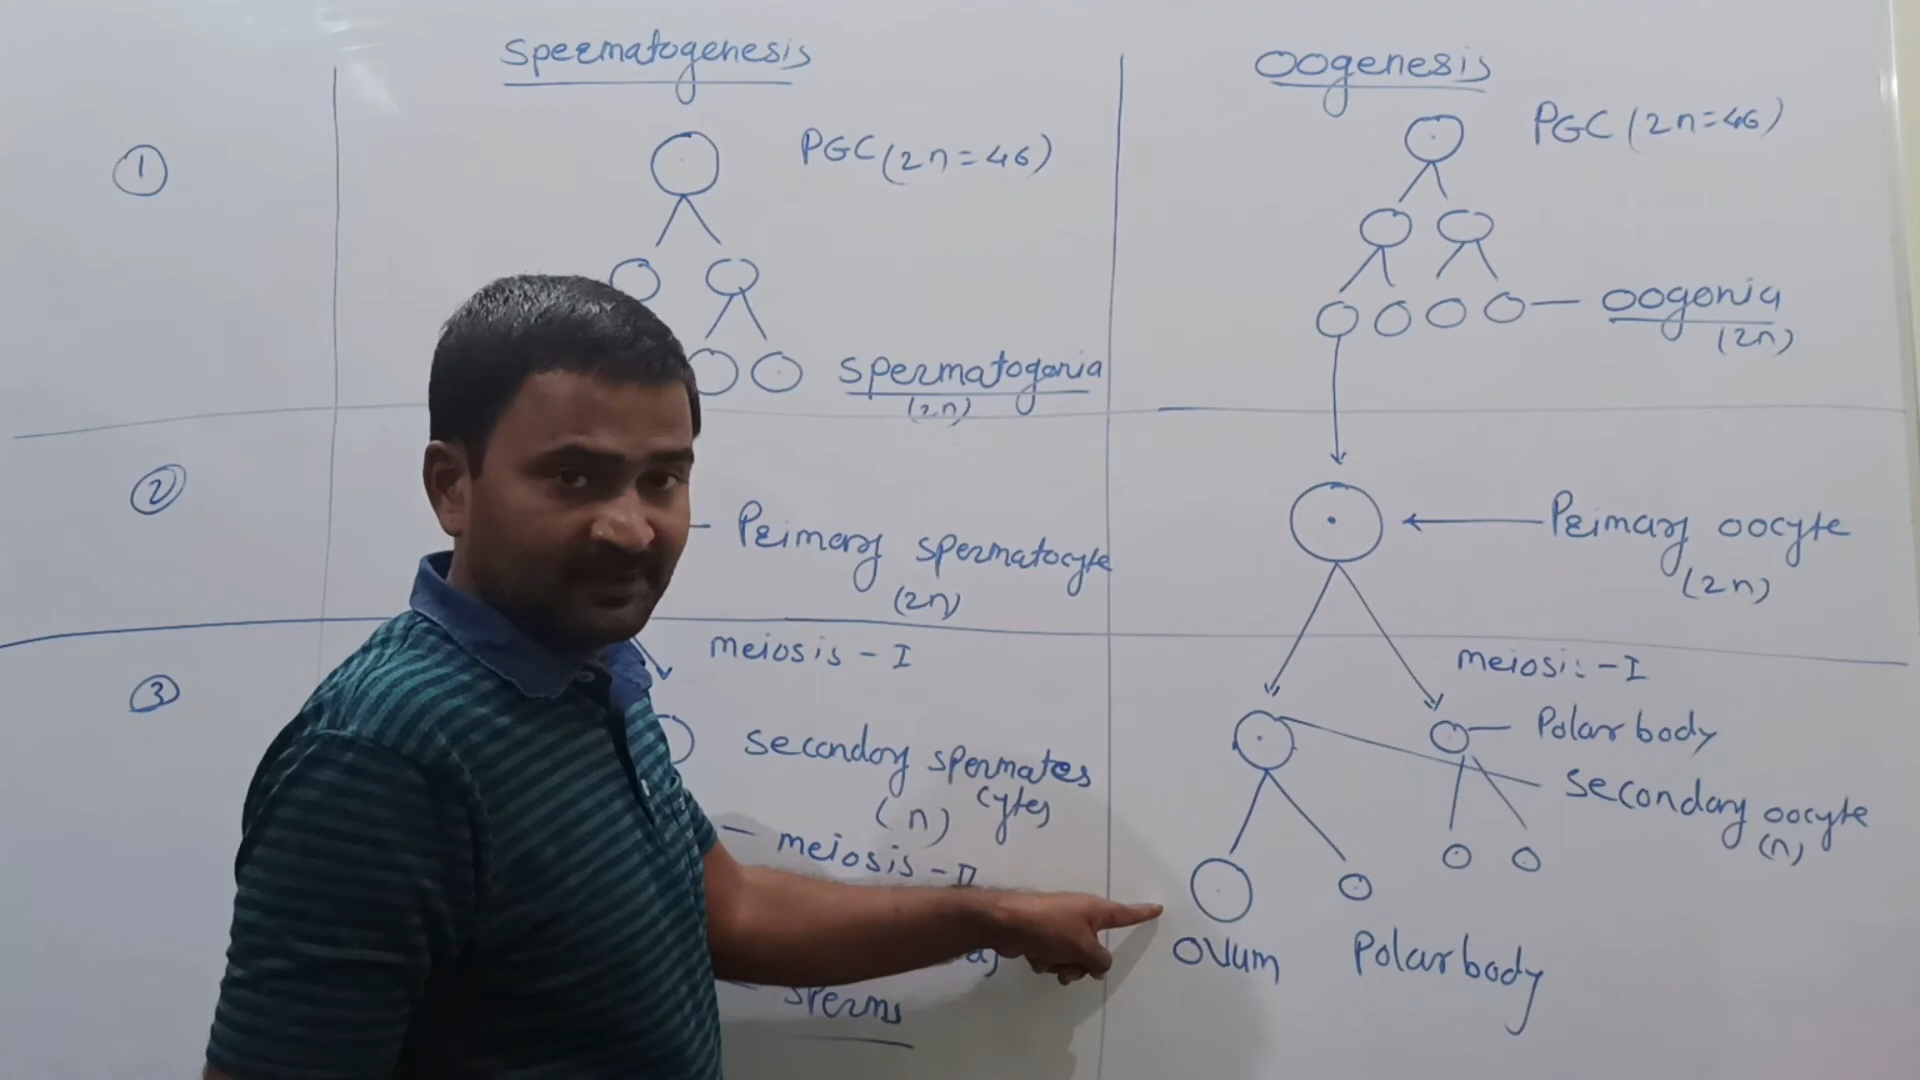 Spermatogenesis
PGC (2n=46)
spermatogonia
(2n)
Oogenesis
PGC (2n=46)
oogonia
(2n)
①
②
Primary spermatocyte
(2n)
Primary oocyte
(2n)
③
meiosis-I
Secondary spermatos
cytes
(n)
meiosis-II
sperms
meiosis-I
Polar body
Secondary oocyte
(n)
Ovum
Polar body